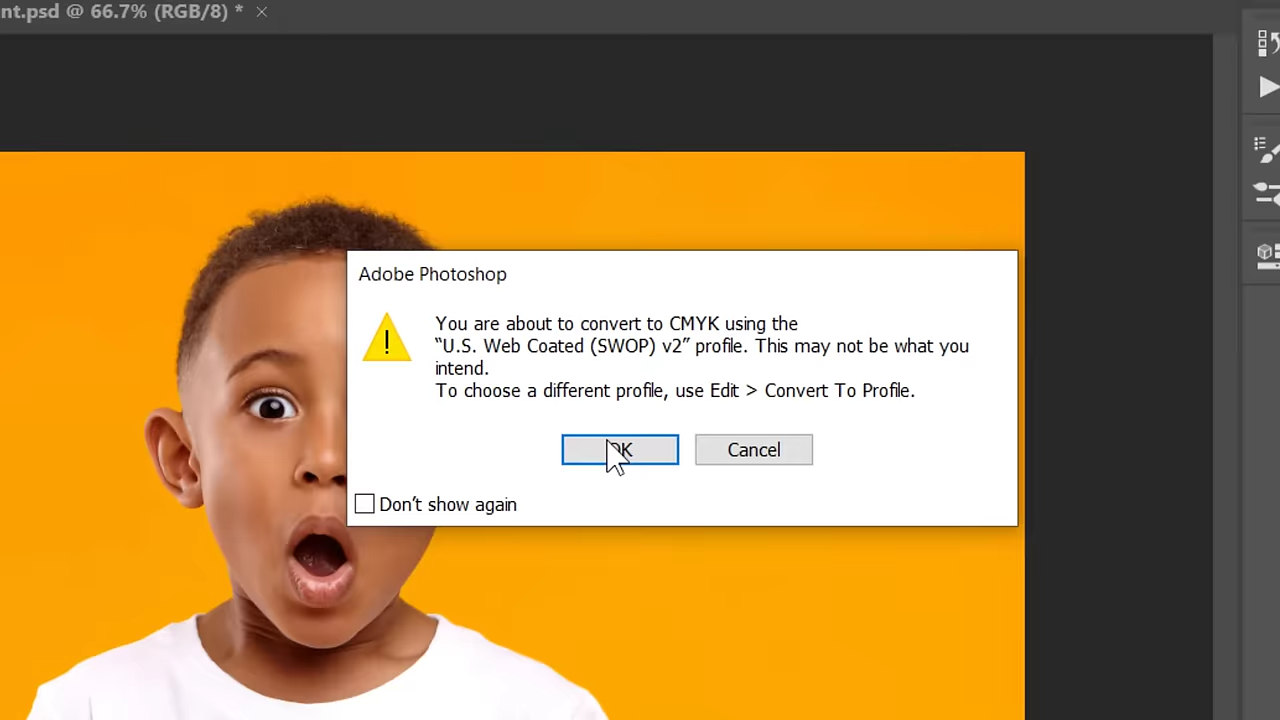 nt.psd @ 66.7% (RGB/8) *
Adobe Photoshop
You are about to convert to CMYK using the
“U.S. Web Coated (SWOP) v2” profile. This may not be what you
intend.
To choose a different profile, use Edit > Convert To Profile.
OK Cancel
Don't show again